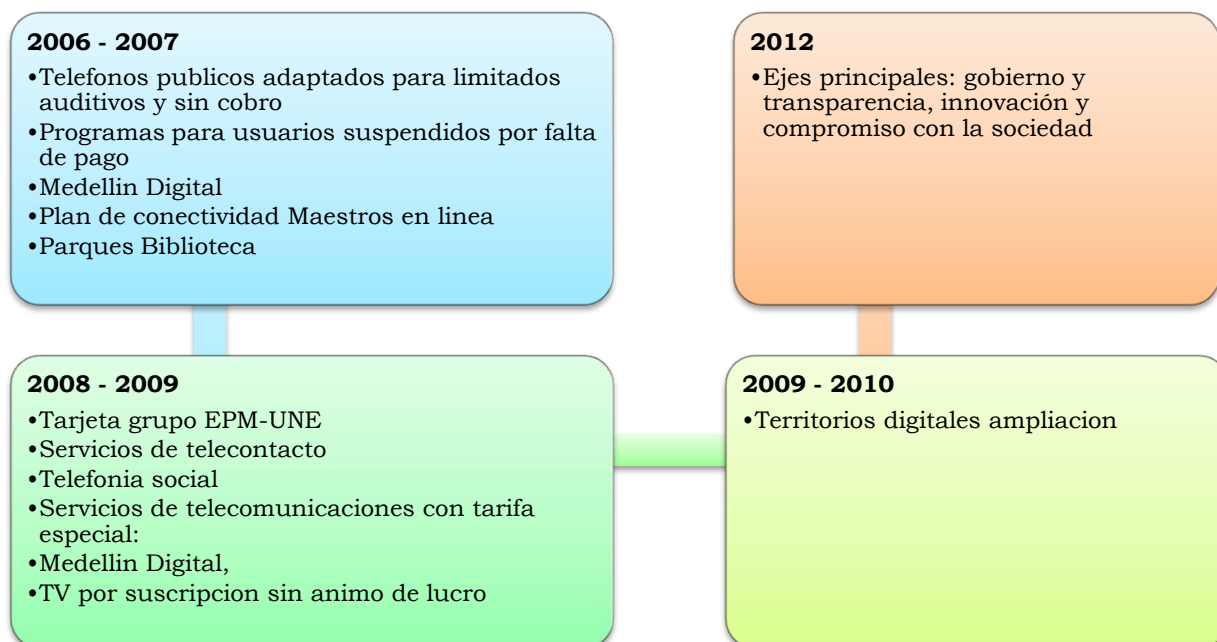 2006 - 2007
•Telefonos publicos adaptados para limitados
auditivos y sin cobro
•Programas para usuarios suspendidos por falta
de pago
•Medellin Digital
•Plan de conectividad Maestros en linea
•Parques Biblioteca
2008 - 2009
•Tarjeta grupo EPM-UNE
•Servicios de telecontacto
•Telefonia social
•Servicios de telecomunicaciones con tarifa
especial:
•Medellin Digital,
•TV por suscripcion sin animo de lucro
2009 - 2010
•Territorios digitales ampliacion
2012
•Ejes principales: gobierno y
transparencia, innovación y
compromiso con la sociedad